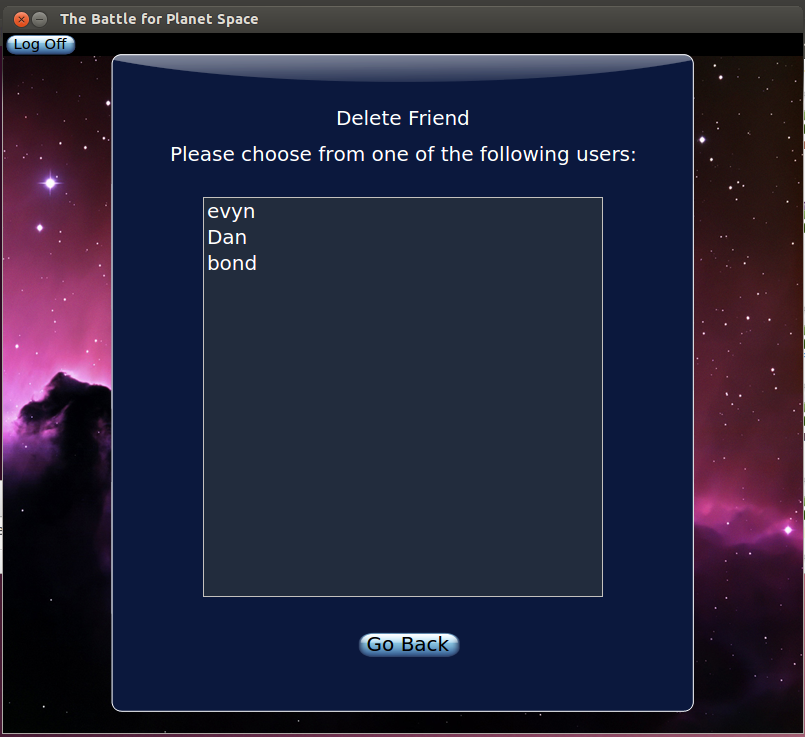 The Battle for Planet Space
Log Off
Delete Friend
Please choose from one of the following users:
evyn
Dan
bond
Go Back